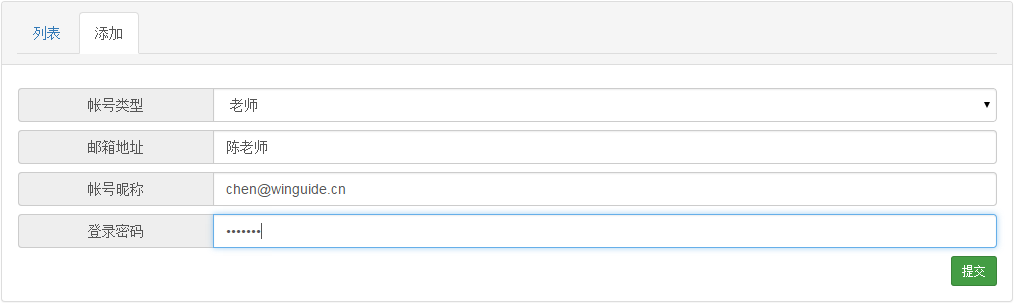 列表 添加
帐号类型 老师
邮箱地址 陈老师
帐号昵称 chen@winguide.cn
登录密码 •••••••
提交